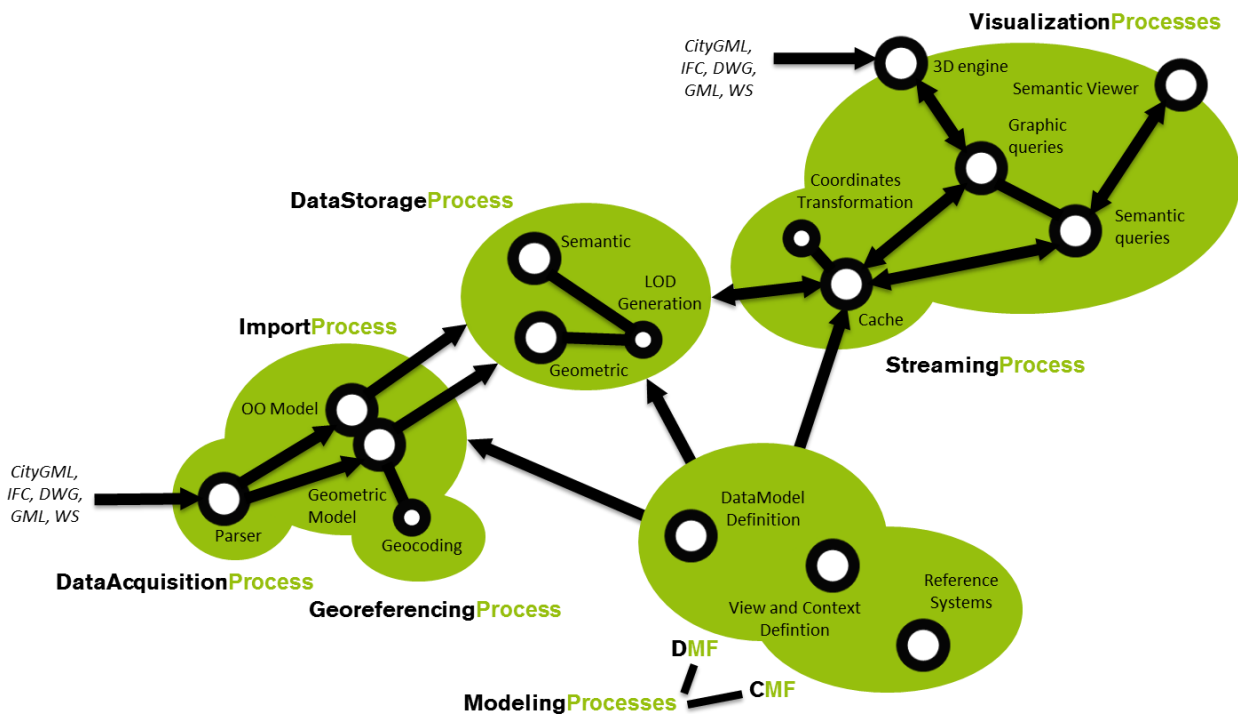 VisualizationProcesses
CityGML,
IFC, DWG,
GML, WS
3D engine
Semantic Viewer
Graphic
queries
Coordinates
Transformation
Semantic
queries
Cache
StreamingProcess
DataStorageProcess
Semantic
LOD
Generation
Geometric
ImportProcess
OO Model
CityGML,
IFC, DWG,
GML, WS
Geometric
Model
Parser
Geocoding
DataAcquisitionProcess
GeoreferencingProcess
DataModel
Definition
Reference
Systems
View and Context
Defintion
DMF
CMF
ModelingProcesses